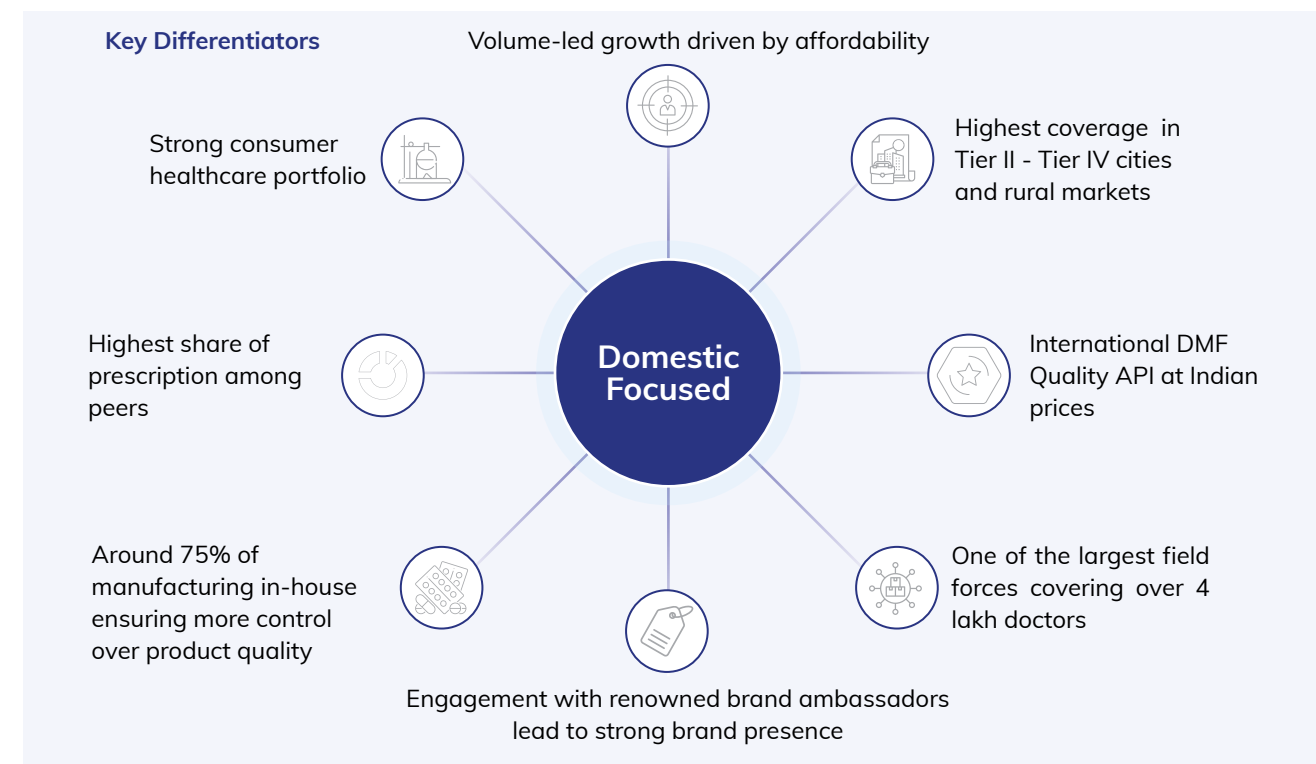 Key Differentiators
Volume-led growth driven by affordability
Strong consumer
healthcare portfolio
Highest coverage in
Tier II - Tier IV cities
and rural markets
Highest share of
prescription among
peers
Domestic
Focused
International DMF
Quality API at Indian
prices
Around 75% of
manufacturing in-house
ensuring more control
over product quality
One of the largest field
forces covering over 4
lakh doctors
Engagement with renowned brand ambassadors
lead to strong brand presence